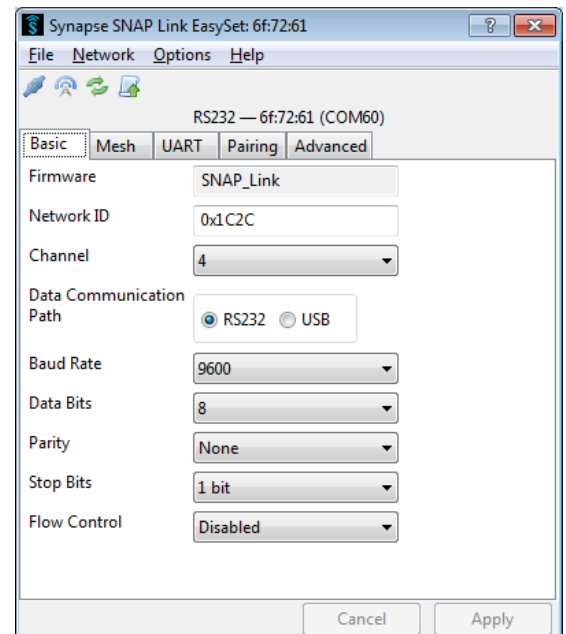 Synapse SNAP Link EasySet: 6f:72:61
File Network Options Help
RS232 — 6f:72:61 (COM60)
Basic Mesh UART Pairing Advanced
Firmware SNAP_Link
Network ID 0x1C2C
Channel 4
Data Communication
Path RS232 USB
Baud Rate 9600
Data Bits 8
Parity None
Stop Bits 1 bit
Flow Control Disabled
Cancel Apply